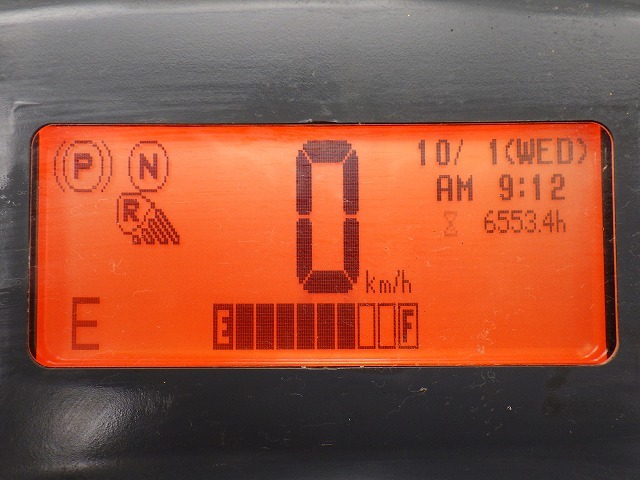 P N 10/ 1(WED)
R AM 9:12
6553.4h
0 km/h
E E F